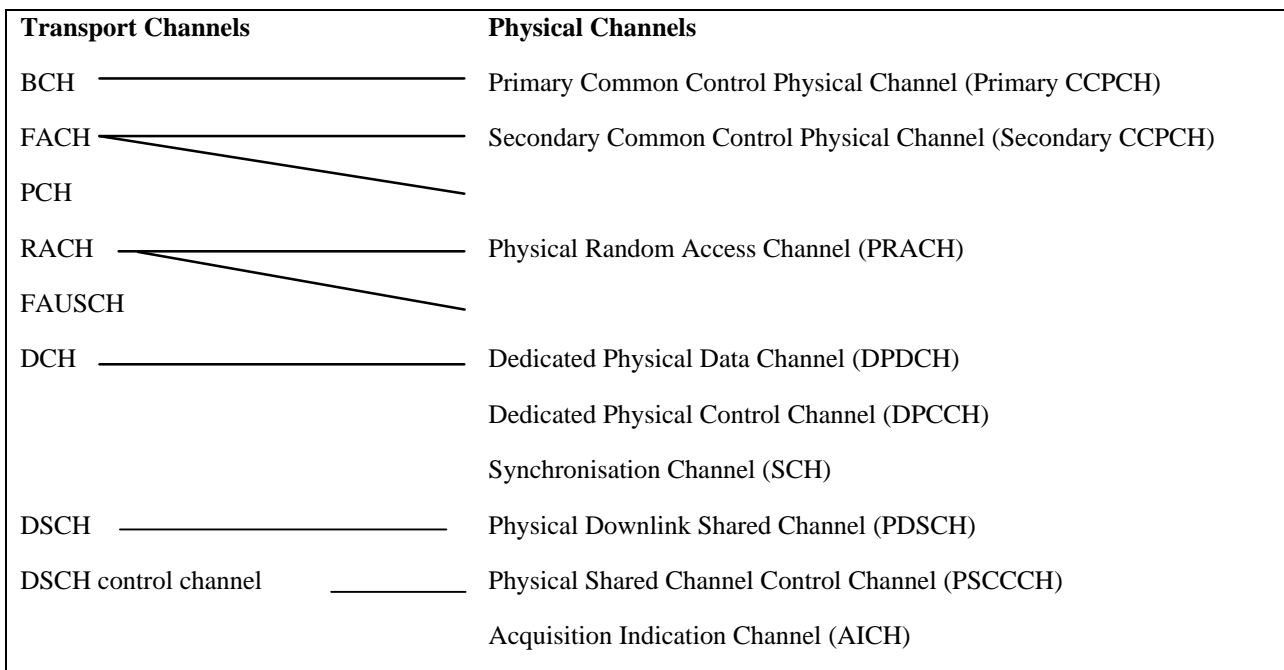 Transport Channels Physical Channels
BCH Primary Common Control Physical Channel (Primary CCPCH)
FACH Secondary Common Control Physical Channel (Secondary CCPCH)
PCH
RACH Physical Random Access Channel (PRACH)
FAUSCH
DCH Dedicated Physical Data Channel (DPDCH)
Dedicated Physical Control Channel (DPCCH)
Synchronisation Channel (SCH)
DSCH Physical Downlink Shared Channel (PDSCH)
DSCH control channel Physical Shared Channel Control Channel (PSCCCH)
Acquisition Indication Channel (AICH)